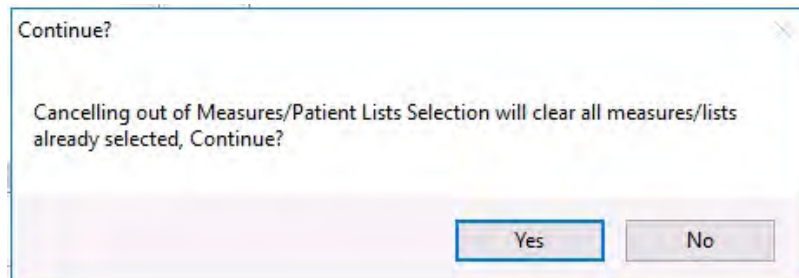 Continue?
Cancelling out of Measures/Patient Lists Selection will clear all measures/lists
already selected, Continue?
Yes No